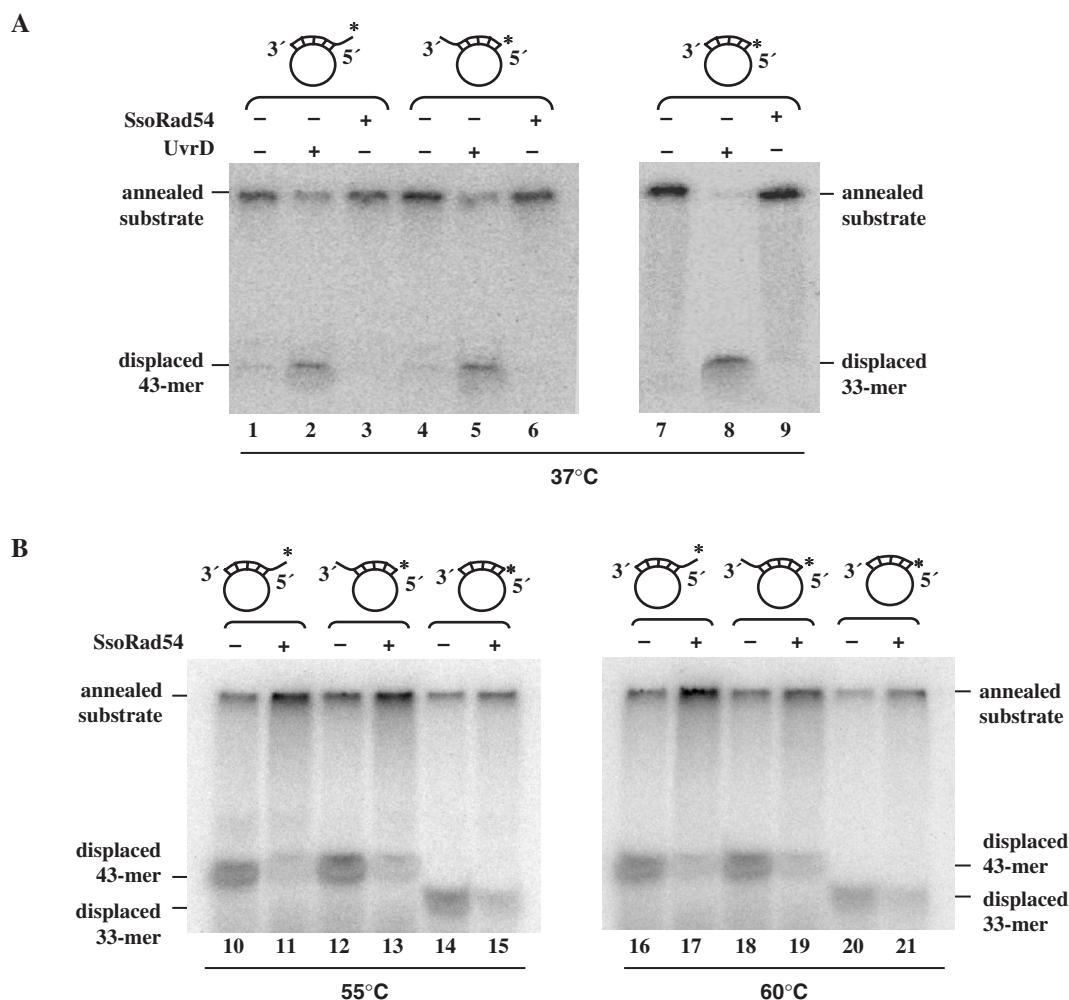 A
* * *
3´ 5´ 3´ 5´ 3´ 5´
SsoRad54 – – + – – + – – +
UvrD – + – – + – – + –
annealed substrate
annealed substrate
displaced 43-mer
displaced 33-mer
1 2 3 4 5 6 7 8 9
37°C
B
* * * * * *
3´ 5´ 3´ 5´ 3´ 5´ 3´ 5´ 3´ 5´ 3´ 5´
SsoRad54 – + – + – + – + – + – +
annealed substrate
annealed substrate
displaced 43-mer
displaced 43-mer
displaced 33-mer
displaced 33-mer
10 11 12 13 14 15 16 17 18 19 20 21
55°C 60°C